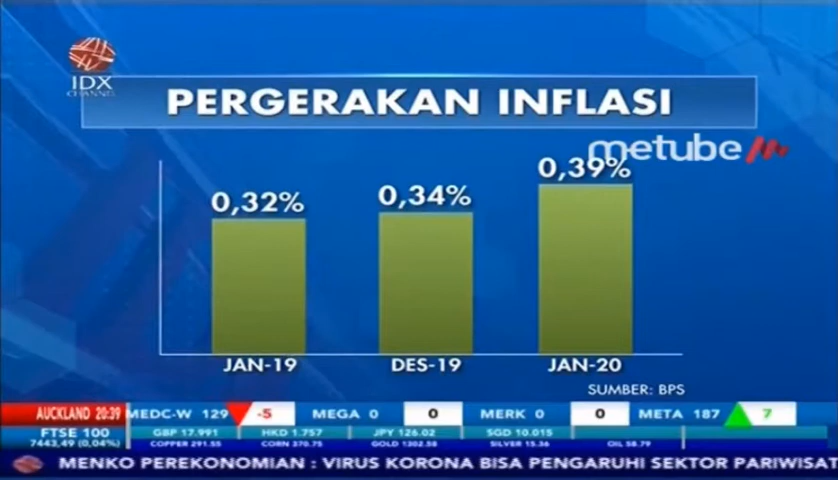 IDX
CHANNEL
PERGERAKAN INFLASI
metube
0,32% 0,34% 0,39%
JAN-19 DES-19 JAN-20
SUMBER: BPS
AUCKLAND 20:39 MEDC-W 129 -5 MEGA 0 0 MERK 0 0 META 187 7
FTSE 100 GBP 17.991 HKD 1.757 JPY 126.02 SGD 10.015
7443,49 (0,04%) COPPER 291.55 CORN 370.75 GOLD 1302.58 SILVER 15.36 OIL 58.79
MENKO PEREKONOMIAN : VIRUS KORONA BISA PENGARUHI SEKTOR PARIWISAT